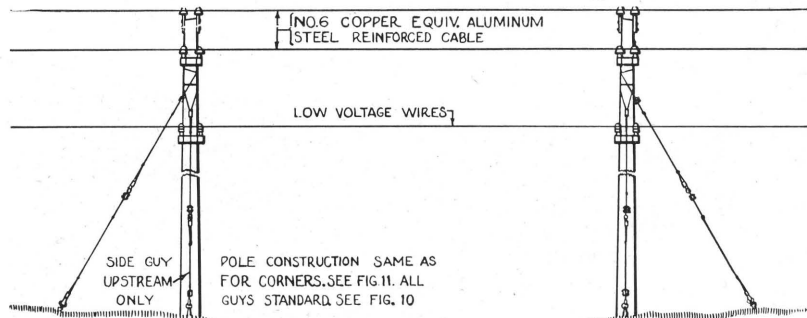 NO.6 COPPER EQUIV. ALUMINUM
STEEL REINFORCED CABLE
LOW VOLTAGE WIRES
SIDE GUY
UPSTREAM
ONLY
POLE CONSTRUCTION SAME AS
FOR CORNERS. SEE FIG. 11. ALL
GUYS STANDARD. SEE FIG. 10